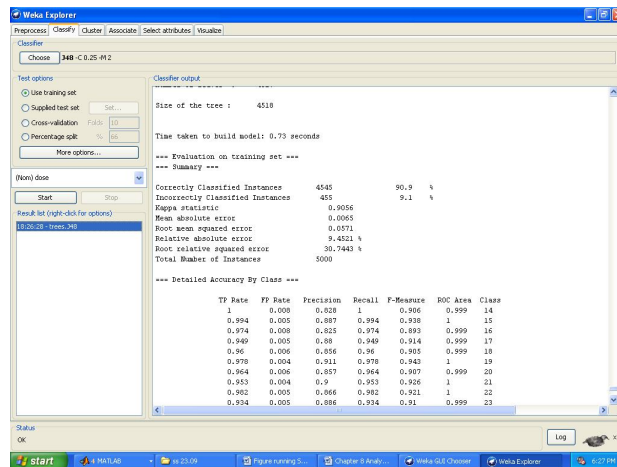 Weka Explorer
Preprocess Classify Cluster Associate Select attributes Visualize
Classifier
Choose J48 -C 0.25 -M 2
Test options
Use training set
Supplied test set Set...
Cross-validation Folds 10
Percentage split % 66
More options...
(Nom) dose
Start Stop
Result list (right-click for options)
18:26:28 - trees.J48
Classifier output
Size of the tree : 4518
Time taken to build model: 0.73 seconds
=== Evaluation on training set ===
=== Summary ===
Correctly Classified Instances 4545 90.9 %
Incorrectly Classified Instances 455 9.1 %
Kappa statistic 0.9056
Mean absolute error 0.0065
Root mean squared error 0.0571
Relative absolute error 9.4521 %
Root relative squared error 30.7443 %
Total Number of Instances 5000
=== Detailed Accuracy By Class ===
TP Rate FP Rate Precision Recall F-Measure ROC Area Class
1 0.008 0.828 1 0.906 0.999 14
0.994 0.005 0.887 0.994 0.938 1 15
0.974 0.008 0.825 0.974 0.893 0.999 16
0.949 0.005 0.88 0.949 0.914 0.999 17
0.96 0.006 0.856 0.96 0.905 0.999 18
0.978 0.004 0.911 0.978 0.943 1 19
0.964 0.006 0.857 0.964 0.907 0.999 20
0.953 0.004 0.9 0.953 0.926 1 21
0.982 0.005 0.866 0.982 0.921 1 22
0.934 0.005 0.886 0.934 0.91 0.999 23
Status
OK
Log
x
start
4 MATLAB
ss 23.09
Figure running S...
Chapter 8 Analy...
Weka GUI Chooser
Weka Explorer
6:27 PM